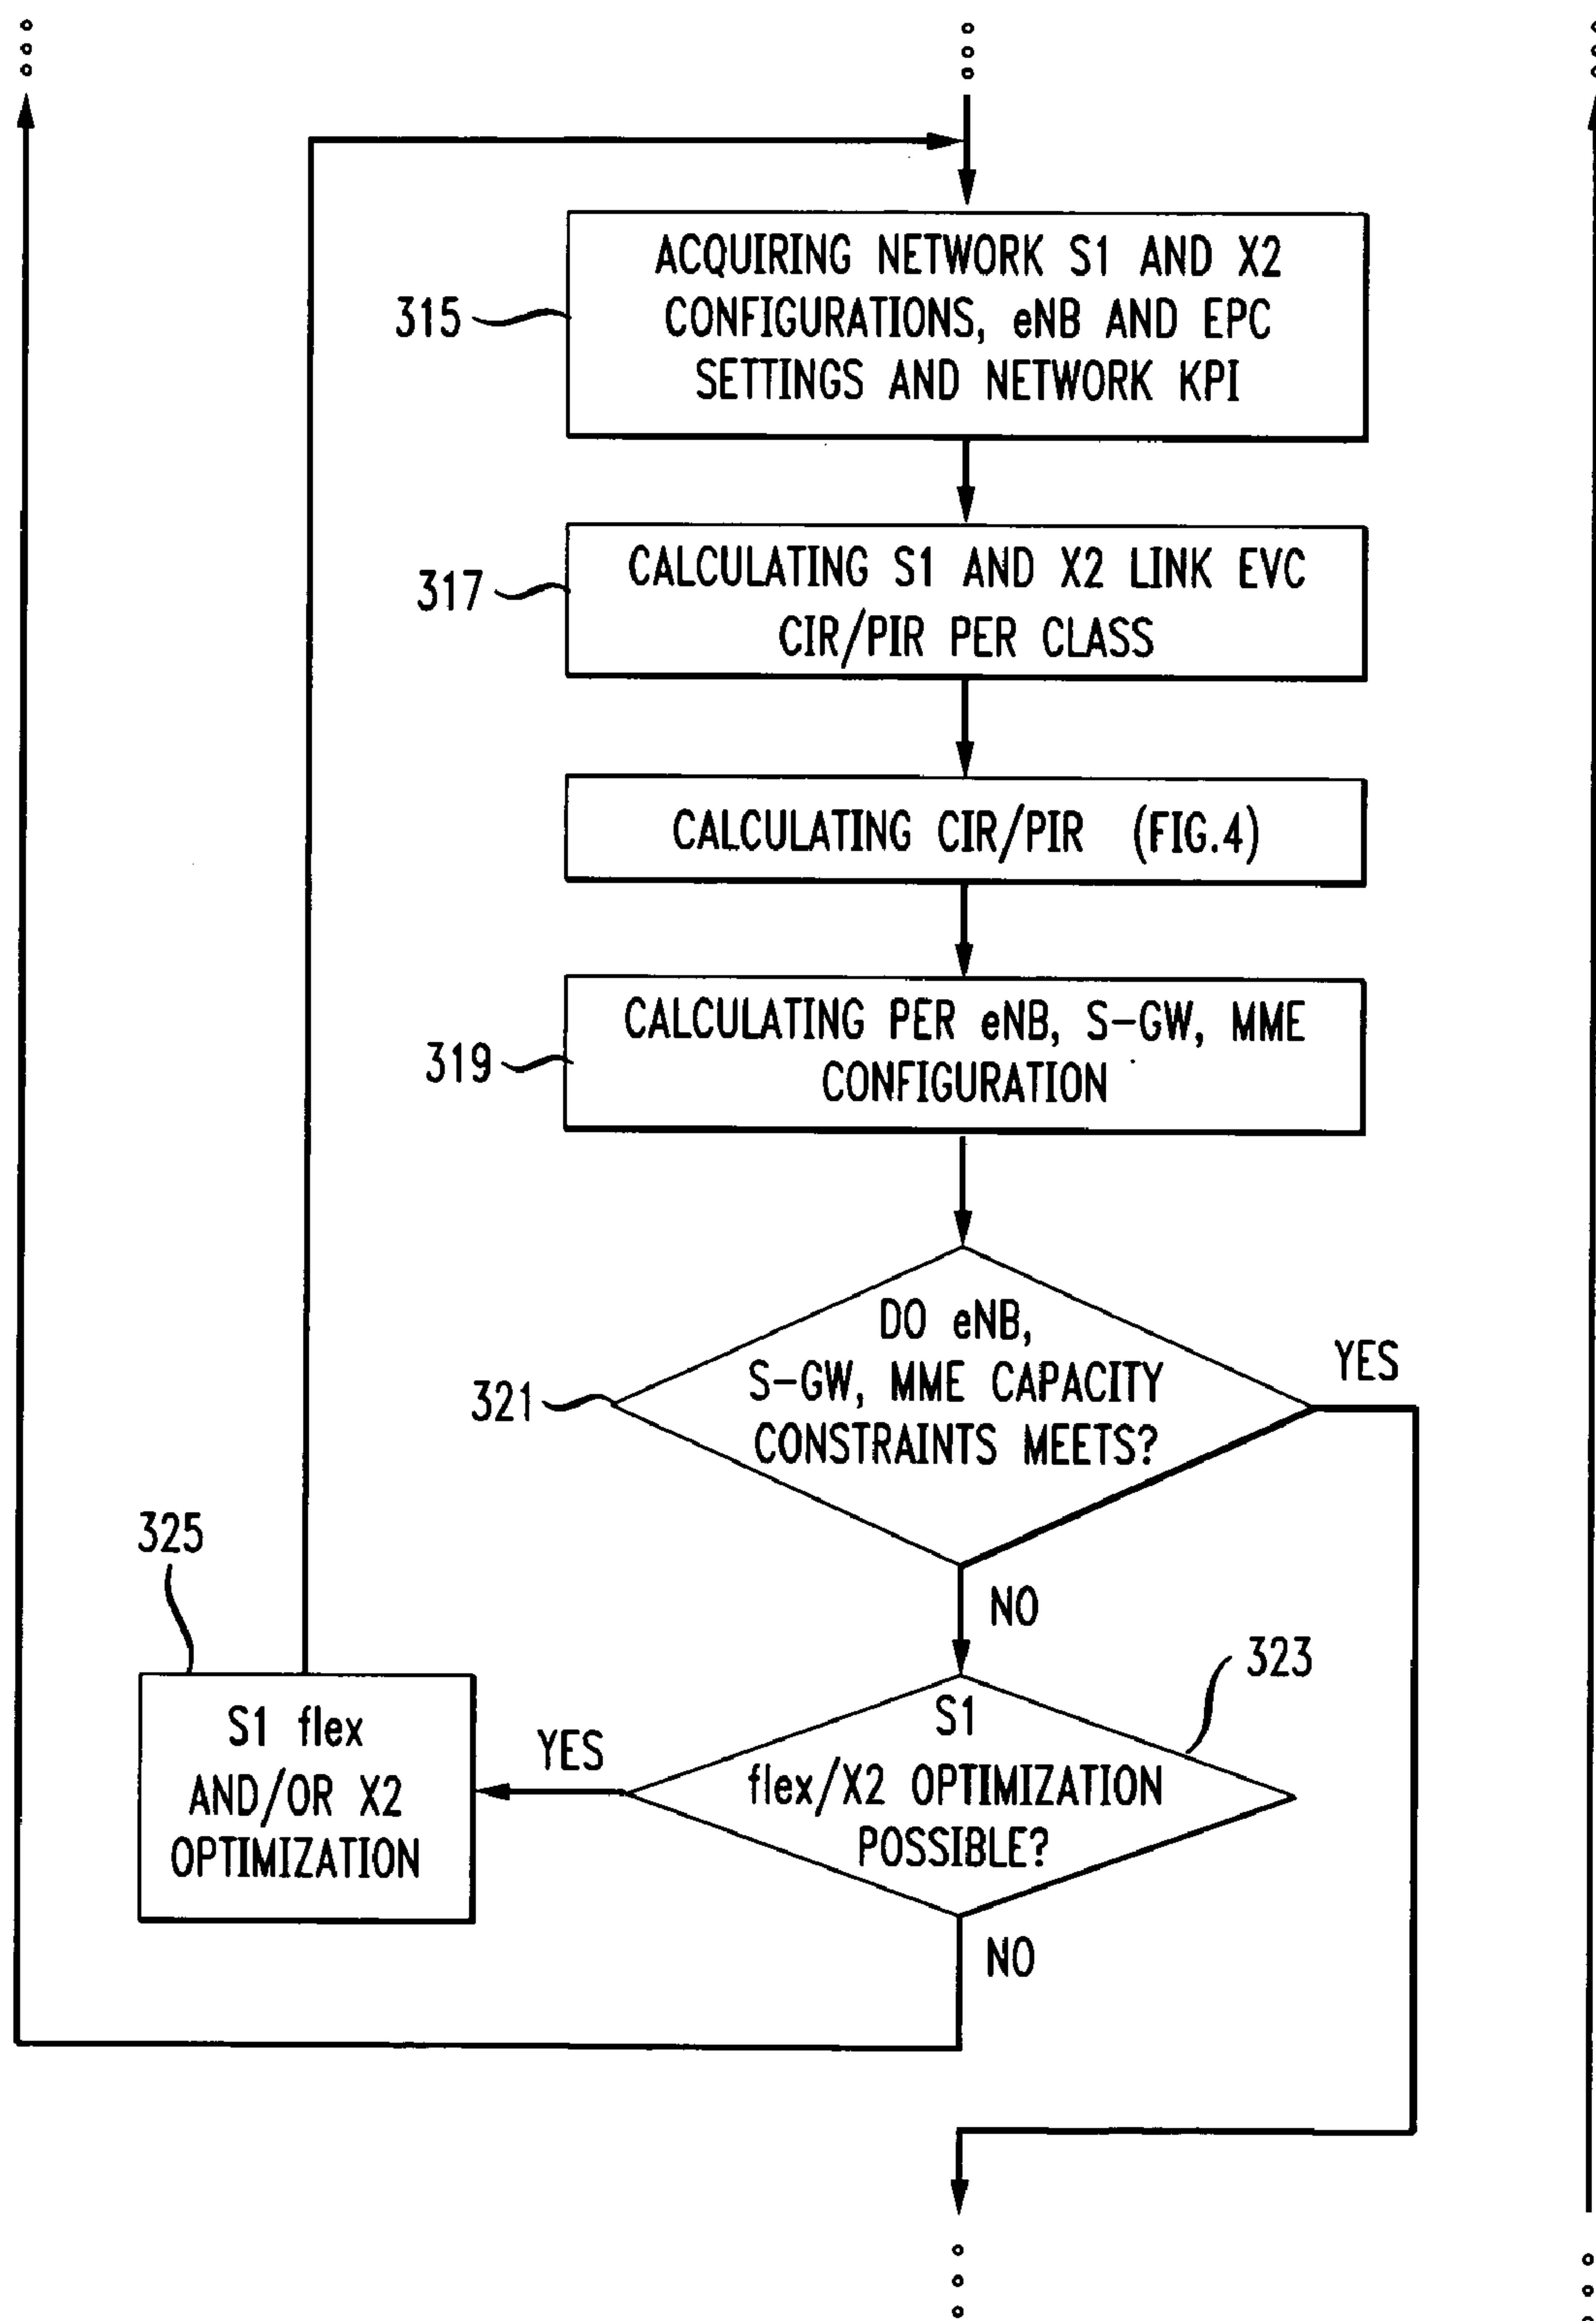 ACQUIRING NETWORK S1 AND X2
CONFIGURATIONS, eNB AND EPC
SETTINGS AND NETWORK KPI
315
CALCULATING S1 AND X2 LINK EVC
CIR/PIR PER CLASS
317
CALCULATING CIR/PIR (FIG.4)
CALCULATING PER eNB, S-GW, MME
CONFIGURATION
319
DO eNB,
S-GW, MME CAPACITY
CONSTRAINTS MEETS?
321
YES
NO
325
323
S1
flex/X2 OPTIMIZATION
POSSIBLE?
YES
S1 flex
AND/OR X2
OPTIMIZATION
NO